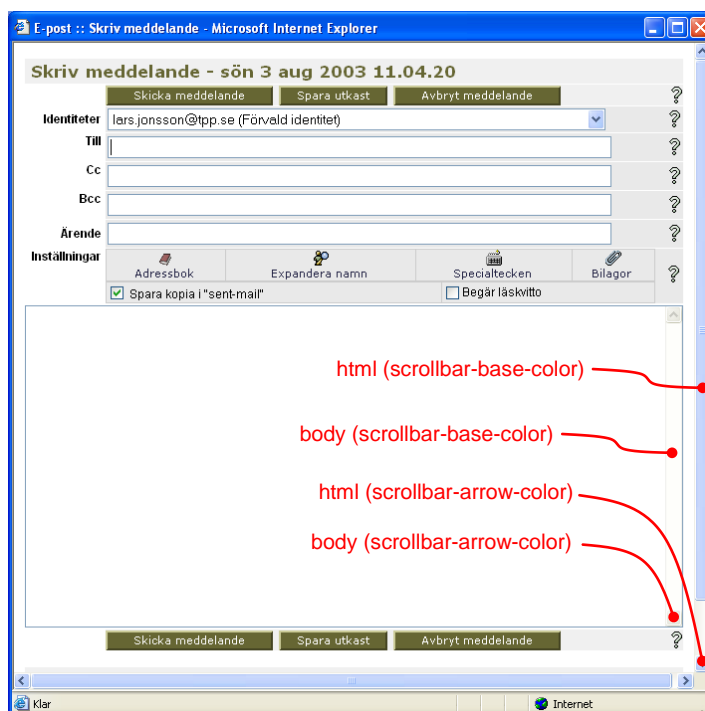 E-post :: Skriv meddelande - Microsoft Internet Explorer
Skriv meddelande - sön 3 aug 2003 11.04.20
Skicka meddelande Spara utkast Avbryt meddelande ?
Identiteter lars.jonsson@tpp.se (Förvald identitet) ?
Till ?
Cc ?
Bcc ?
Ärende ?
Inställningar Adressbok Expandera namn Specialtecken Bilagor ?
Spara kopia i "sent-mail" Begär läskvitto
html (scrollbar-base-color)
body (scrollbar-base-color)
html (scrollbar-arrow-color)
body (scrollbar-arrow-color)
Skicka meddelande Spara utkast Avbryt meddelande ?
Klar Internet